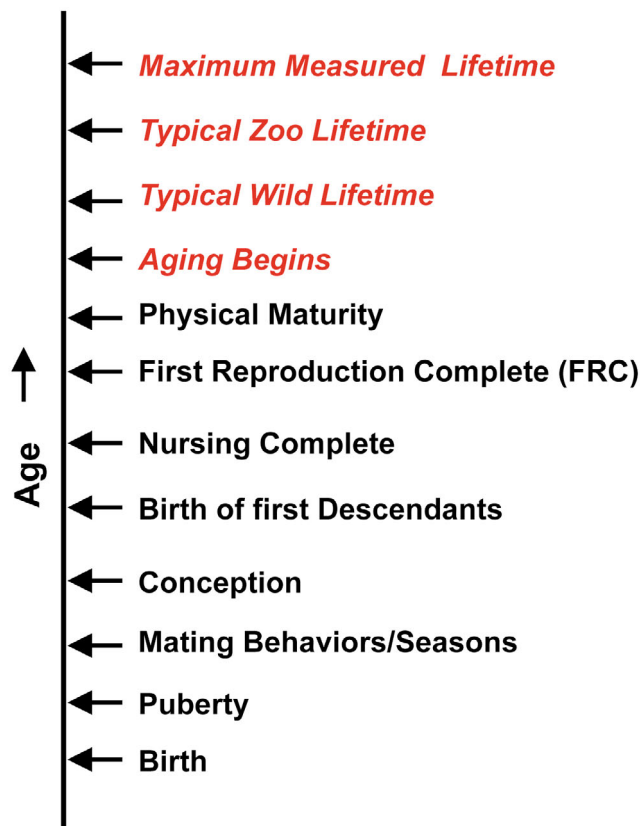 Maximum Measured Lifetime
Typical Zoo Lifetime
Typical Wild Lifetime
Aging Begins
Physical Maturity
First Reproduction Complete (FRC)
Nursing Complete
Birth of first Descendants
Conception
Mating Behaviors/Seasons
Puberty
Birth
Age